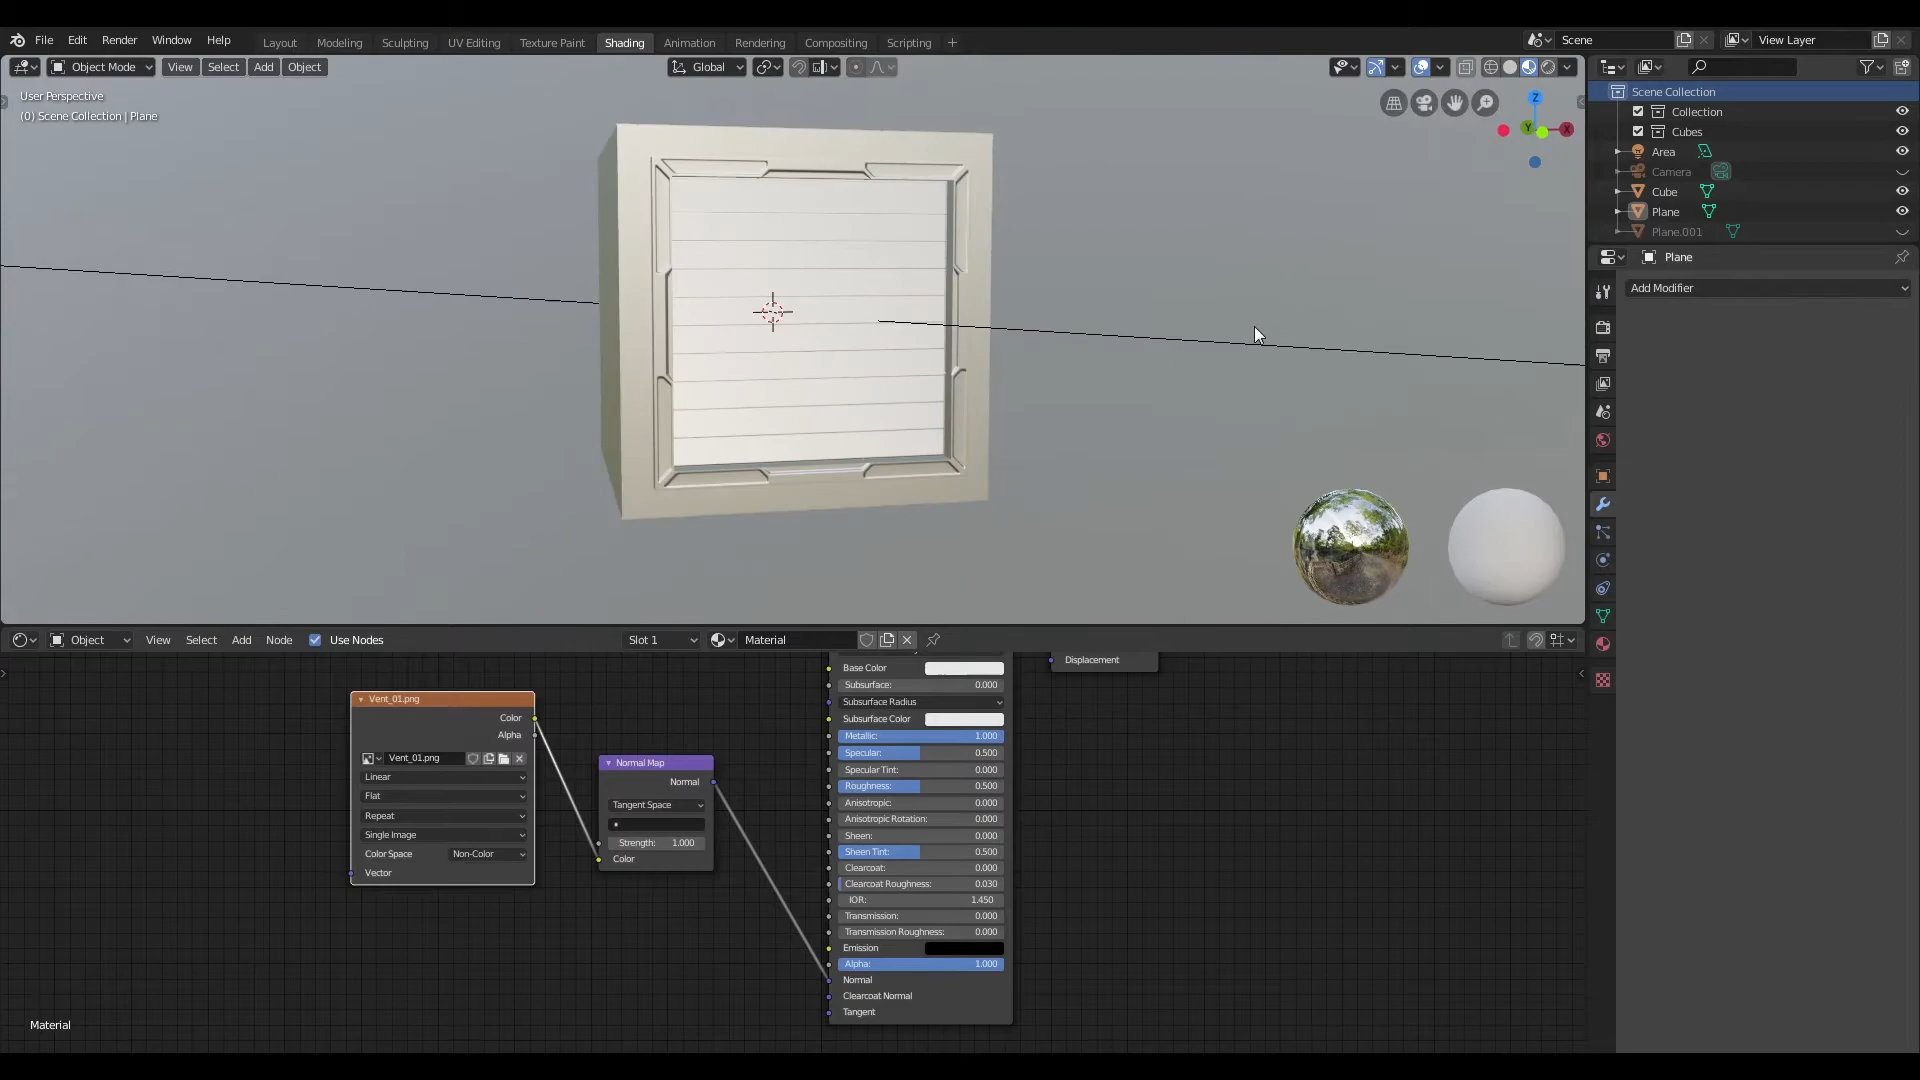 File Edit Render Window Help Layout Modeling Sculpting UV Editing Texture Paint Shading Animation Rendering Compositing Scripting + Scene View Layer
Object Mode View Select Add Object Global
User Perspective
(0) Scene Collection | Plane
Z
Y
X
Scene Collection
Collection
Cubes
Area
Camera
Cube
Plane
Plane.001
Plane
Add Modifier
Object View Select Add Node Use Nodes Slot 1 Material
Vent_01.png
Color
Alpha
Vent_01.png
Linear
Flat
Repeat
Single Image
Color Space Non-Color
Vector
Normal Map
Normal
Tangent Space
Strength: 1.000
Color
Base Color
Subsurface: 0.000
Subsurface Radius
Subsurface Color
Metallic: 1.000
Specular: 0.500
Specular Tint: 0.000
Roughness: 0.500
Anisotropic: 0.000
Anisotropic Rotation: 0.000
Sheen: 0.000
Sheen Tint: 0.500
Clearcoat: 0.000
Clearcoat Roughness: 0.030
IOR: 1.450
Transmission: 0.000
Transmission Roughness: 0.000
Emission
Alpha: 1.000
Normal
Clearcoat Normal
Tangent
Displacement
Material